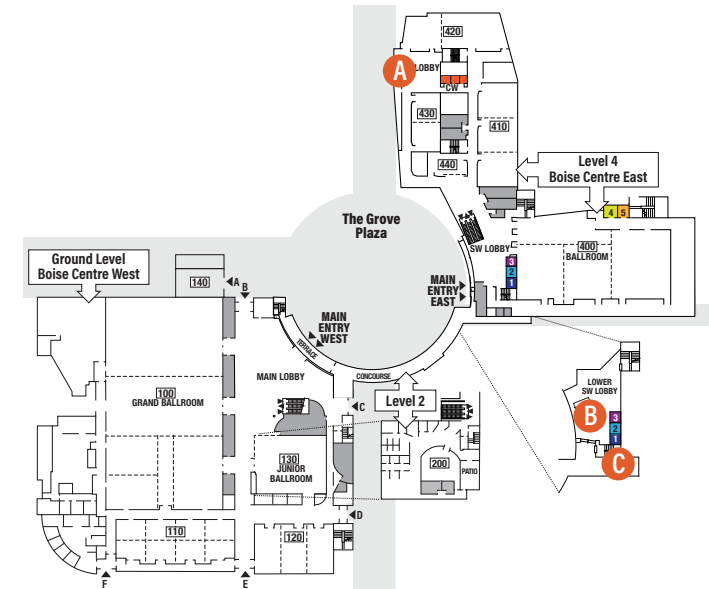 420
A
LOBBY
CW
430
410
440
Level 4
Boise Centre East
4 5
The Grove
Plaza
SW LOBBY
400
BALLROOM
3
2
1
Ground Level
Boise Centre West
140
A
B
MAIN
ENTRY
EAST
MAIN
ENTRY
WEST
TERRACE
MAIN LOBBY
CONCOURSE
Level 2
100
GRAND BALLROOM
C
LOWER
SW LOBBY
B
3
2
1
C
130
JUNIOR
BALLROOM
200
PATIO
D
110
120
F
E